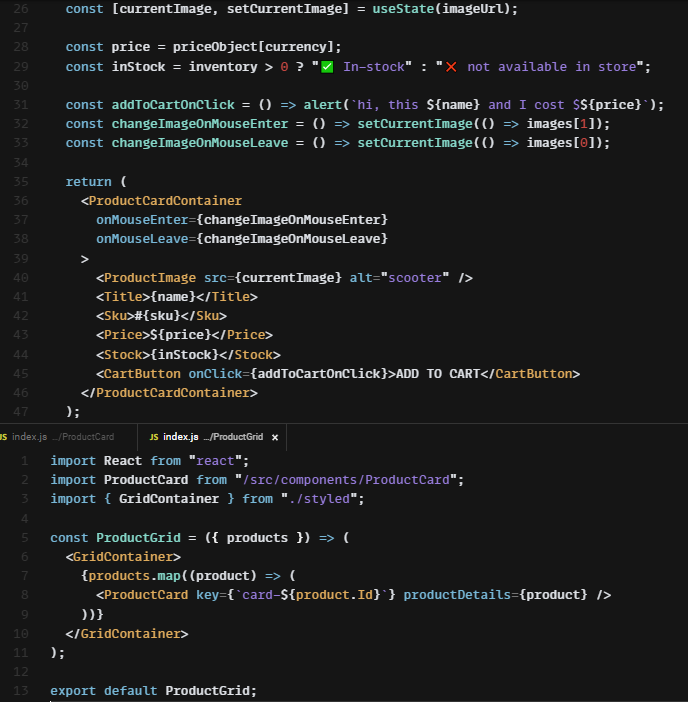 26 const [currentImage, setCurrentImage] = useState(imageUrl);
27
28 const price = priceObject[currency];
29 const inStock = inventory > 0 ? "✅ In-stock" : "❌ not available in store";
30
31 const addToCartOnClick = () => alert(`hi, this ${name} and I cost $${price}`);
32 const changeImageOnMouseEnter = () => setCurrentImage(() => images[1]);
33 const changeImageOnMouseLeave = () => setCurrentImage(() => images[0]);
34
35 return (
36 <ProductCardContainer
37 onMouseEnter={changeImageOnMouseEnter}
38 onMouseLeave={changeImageOnMouseLeave}
39 >
40 <ProductImage src={currentImage} alt="scooter" />
41 <Title>{name}</Title>
42 <Sku>#{sku}</Sku>
43 <Price>${price}</Price>
44 <Stock>{inStock}</Stock>
45 <CartButton onClick={addToCartOnClick}>ADD TO CART</CartButton>
46 </ProductCardContainer>
47 );
JS index.js .../ProductCard JS index.js .../ProductGrid ×
1 import React from "react";
2 import ProductCard from "/src/components/ProductCard";
3 import { GridContainer } from "./styled";
4
5 const ProductGrid = ({ products }) => (
6 <GridContainer>
7 {products.map((product) => (
8 <ProductCard key={`card-${product.Id}`} productDetails={product} />
9 ))}
10 </GridContainer>
11 );
12
13 export default ProductGrid;